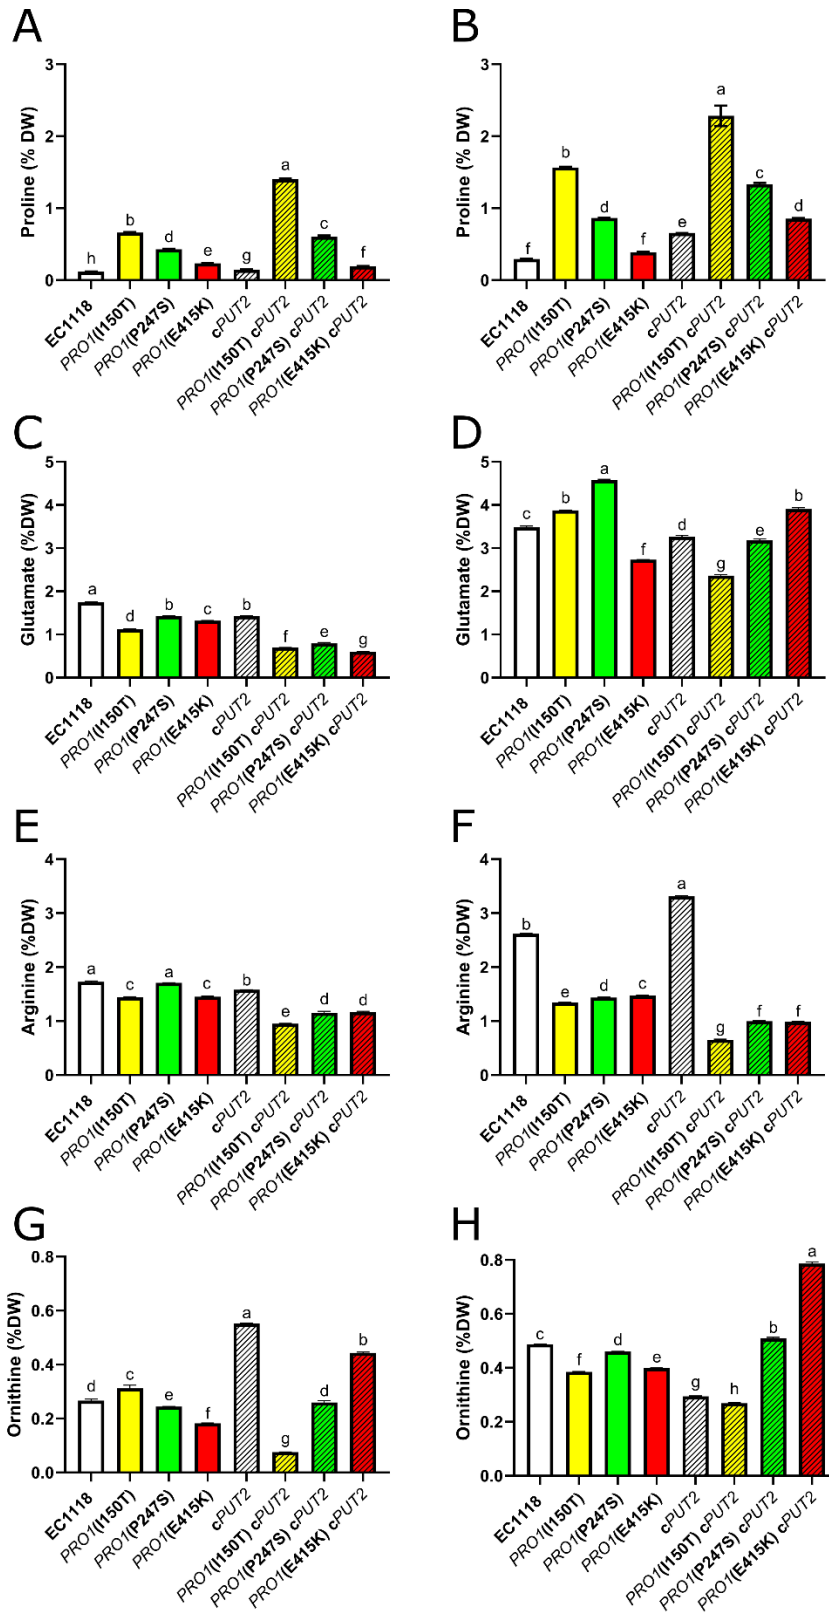 A
Proline (% DW)
3
2
1
0
h
b
d
e
g
a
c
f
EC1118
PRO1(I150T)
PRO1(P247S)
PRO1(E415K)
cPUT2
PRO1(I150T) cPUT2
PRO1(P247S) cPUT2
PRO1(E415K) cPUT2
B
Proline (% DW)
3
2
1
0
f
b
d
f
e
a
c
d
EC1118
PRO1(I150T)
PRO1(P247S)
PRO1(E415K)
cPUT2
PRO1(I150T) cPUT2
PRO1(P247S) cPUT2
PRO1(E415K) cPUT2
C
Glutamate (%DW)
5
4
3
2
1
0
a
d
b
c
b
f
e
g
EC1118
PRO1(I150T)
PRO1(P247S)
PRO1(E415K)
cPUT2
PRO1(I150T) cPUT2
PRO1(P247S) cPUT2
PRO1(E415K) cPUT2
D
Glutamate (%DW)
5
4
3
2
1
0
c
b
a
f
d
g
e
b
EC1118
PRO1(I150T)
PRO1(P247S)
PRO1(E415K)
cPUT2
PRO1(I150T) cPUT2
PRO1(P247S) cPUT2
PRO1(E415K) cPUT2
E
Arginine (%DW)
4
3
2
1
0
a
c
a
c
b
e
d
d
EC1118
PRO1(I150T)
PRO1(P247S)
PRO1(E415K)
cPUT2
PRO1(I150T) cPUT2
PRO1(P247S) cPUT2
PRO1(E415K) cPUT2
F
Arginine (%DW)
4
3
2
1
0
b
e
d
c
a
g
f
f
EC1118
PRO1(I150T)
PRO1(P247S)
PRO1(E415K)
cPUT2
PRO1(I150T) cPUT2
PRO1(P247S) cPUT2
PRO1(E415K) cPUT2
G
Ornithine (%DW)
0.8
0.6
0.4
0.2
0.0
d
c
e
f
a
g
d
b
EC1118
PRO1(I150T)
PRO1(P247S)
PRO1(E415K)
cPUT2
PRO1(I150T) cPUT2
PRO1(P247S) cPUT2
PRO1(E415K) cPUT2
H
Ornithine (%DW)
0.8
0.6
0.4
0.2
0.0
c
f
d
e
g
h
b
a
EC1118
PRO1(I150T)
PRO1(P247S)
PRO1(E415K)
cPUT2
PRO1(I150T) cPUT2
PRO1(P247S) cPUT2
PRO1(E415K) cPUT2